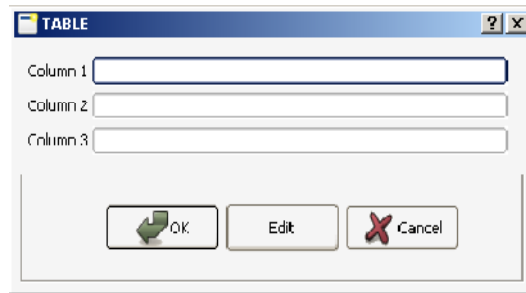 TABLE
Column 1
Column 2
Column 3
OK Edit Cancel